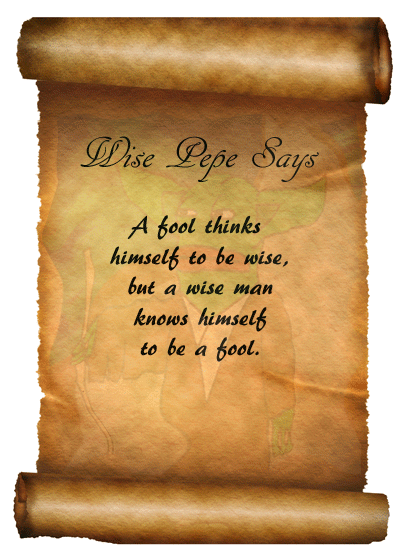 Wise Pepe Says
A fool thinks
himself to be wise,
but a wise man
knows himself
to be a fool.